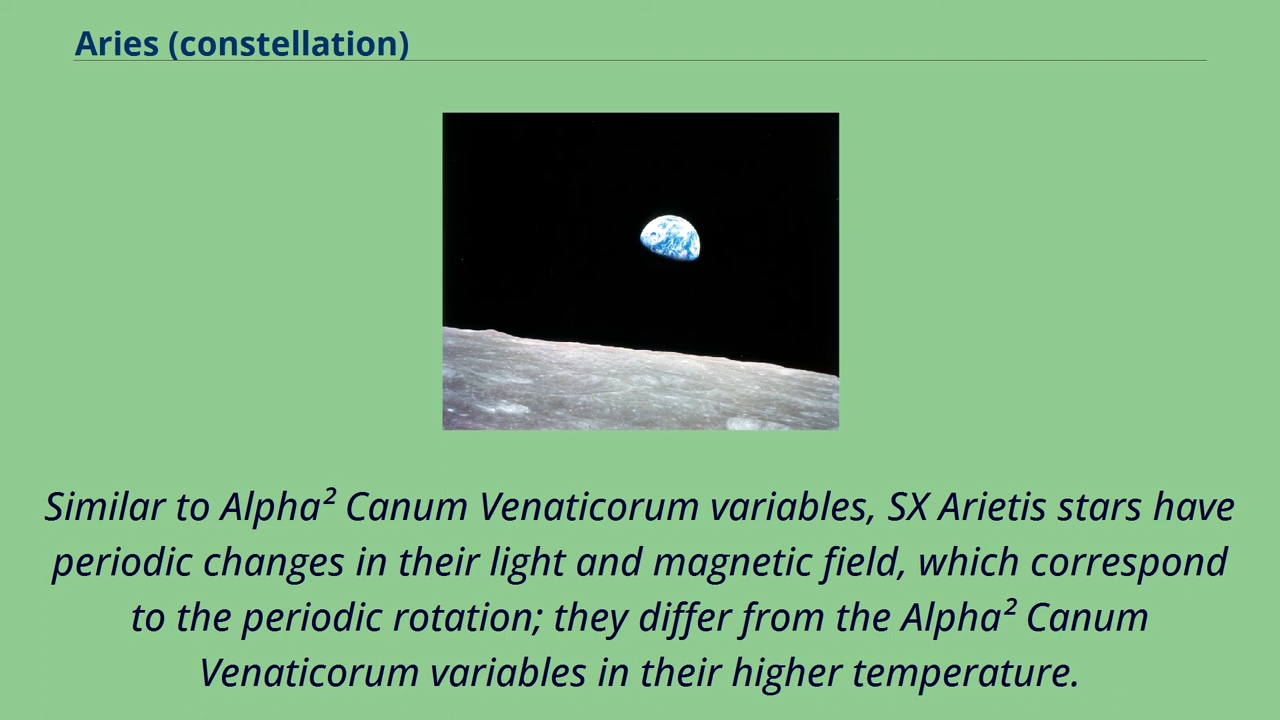 Aries (constellation)
Similar to Alpha² Canum Venaticorum variables, SX Arietis stars have
periodic changes in their light and magnetic field, which correspond
to the periodic rotation; they differ from the Alpha² Canum
Venaticorum variables in their higher temperature.